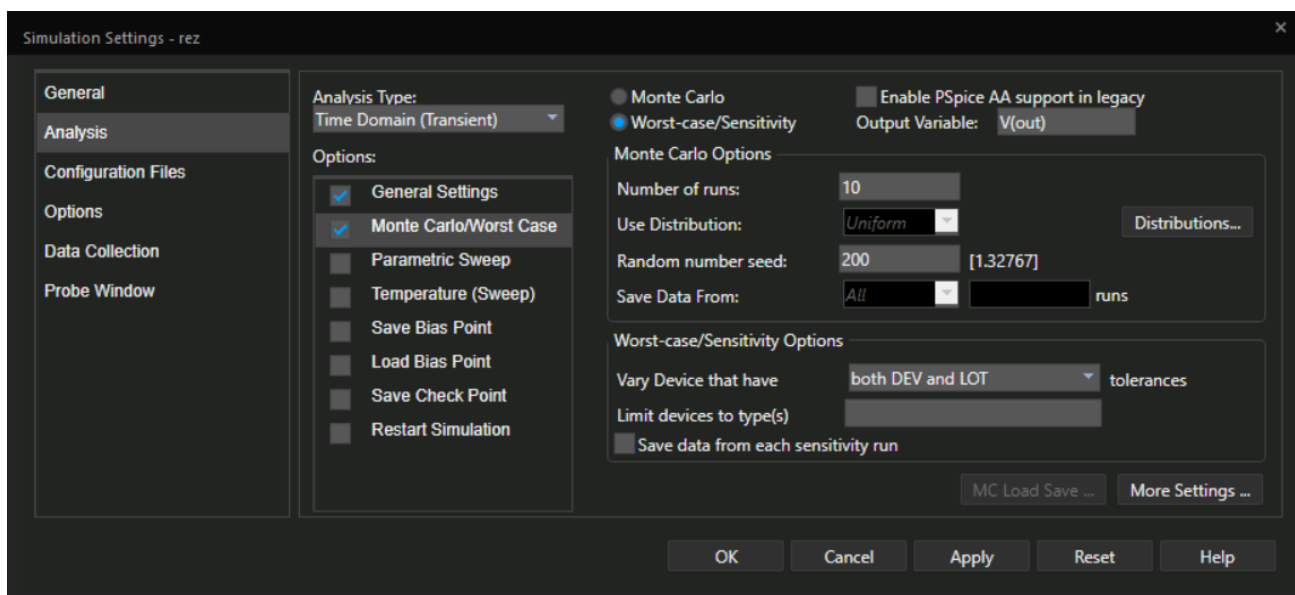 Simulation Settings - rez
General
Analysis
Configuration Files
Options
Data Collection
Probe Window
Analysis Type:
Time Domain (Transient)
Options:
General Settings
Monte Carlo/Worst Case
Parametric Sweep
Temperature (Sweep)
Save Bias Point
Load Bias Point
Save Check Point
Restart Simulation
Monte Carlo
Enable PSpice AA support in legacy
Worst-case/Sensitivity
Output Variable: V(out)
Monte Carlo Options
Number of runs: 10
Use Distribution: Uniform Distributions...
Random number seed: 200 [1.32767]
Save Data From: All runs
Worst-case/Sensitivity Options
Vary Device that have both DEV and LOT tolerances
Limit devices to type(s)
Save data from each sensitivity run
MC Load Save ... More Settings ...
OK Cancel Apply Reset Help